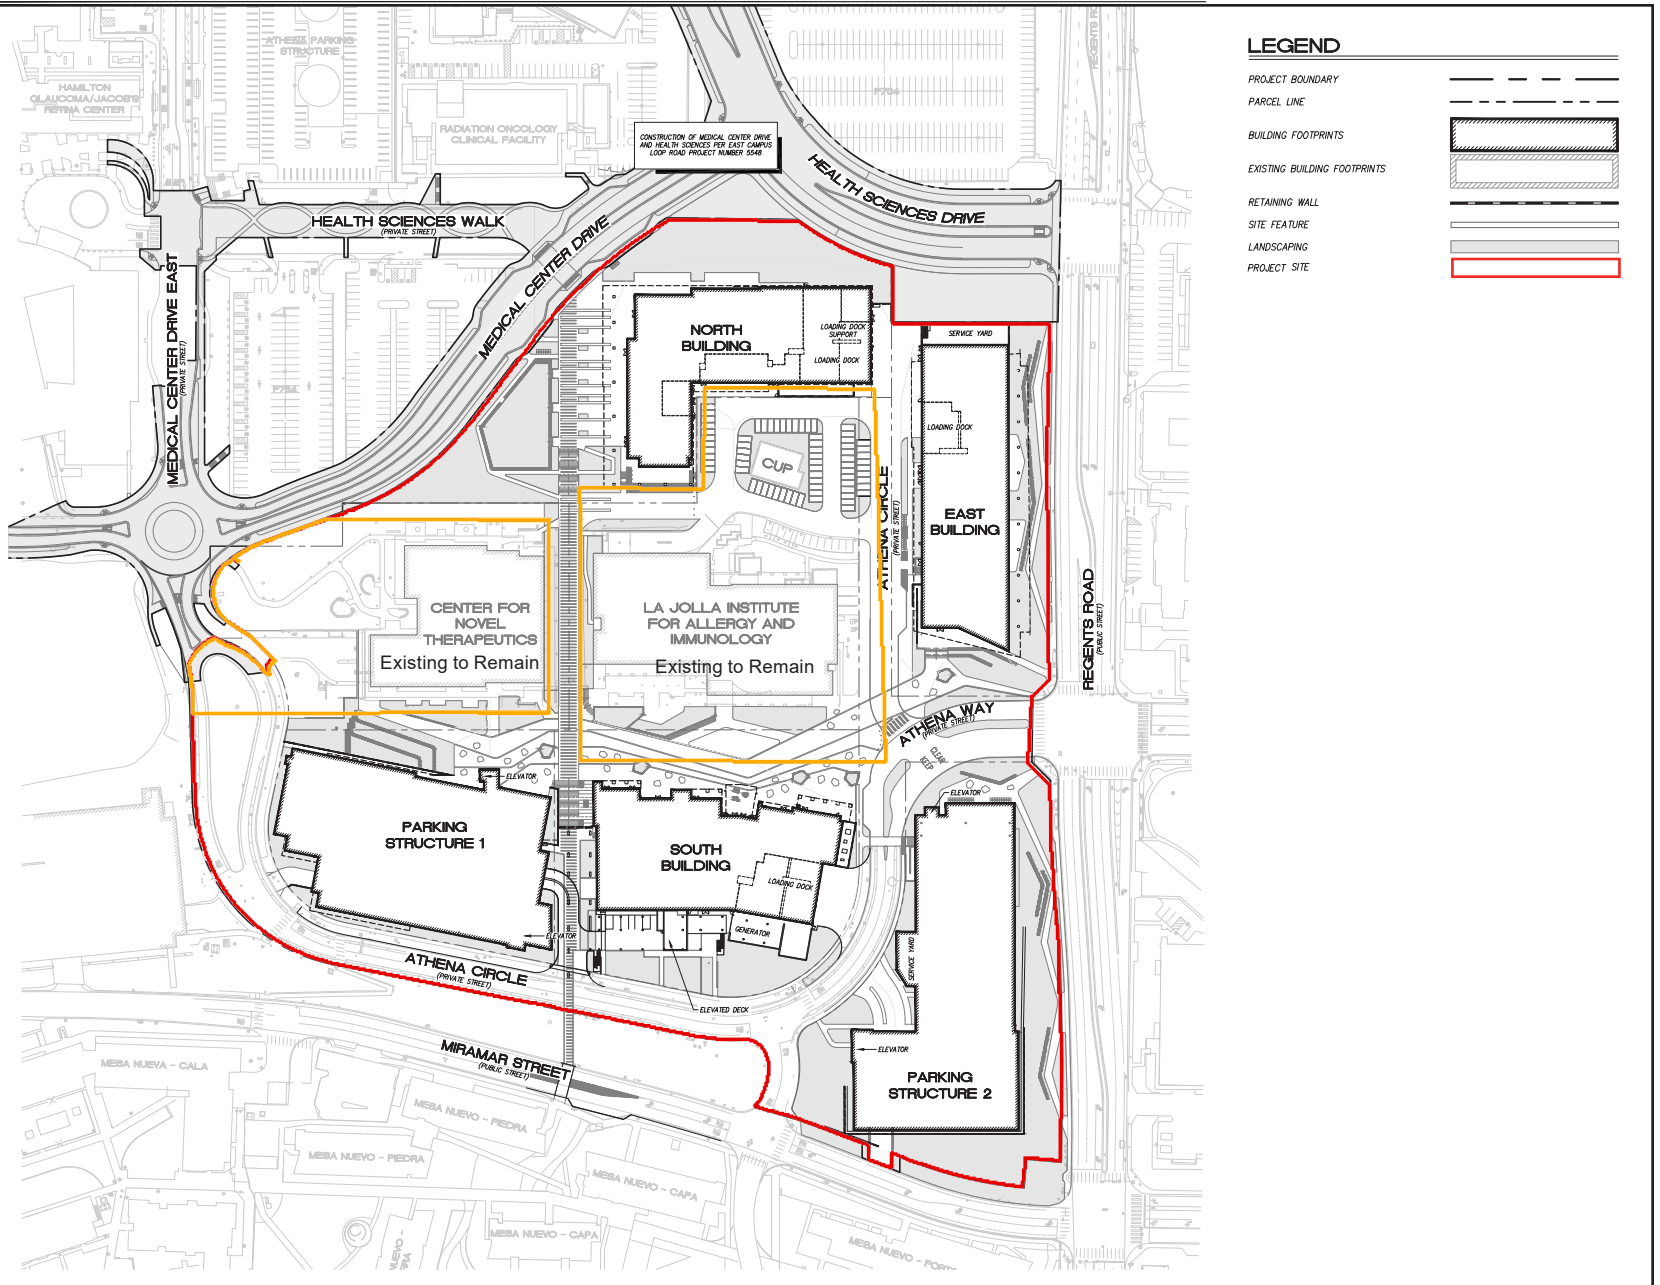 LEGEND
PROJECT BOUNDARY
PARCEL LINE
BUILDING FOOTPRINTS
EXISTING BUILDING FOOTPRINTS
RETAINING WALL
SITE FEATURE
LANDSCAPING
PROJECT SITE
ATHENA PARKING
STRUCTURE
HAMILTON
GLAUCOMA/JACOB'S
RETINA CENTER
RADIATION ONCOLOGY
CLINICAL FACILITY
P704
CONSTRUCTION OF MEDICAL CENTER DRIVE
AND HEALTH SCIENCES PER EAST CAMPUS
LOOP ROAD PROJECT NUMBER 5548
HEALTH SCIENCES DRIVE
HEALTH SCIENCES WALK
(PRIVATE STREET)
MEDICAL CENTER DRIVE
MEDICAL CENTER DRIVE EAST
(PRIVATE STREET)
P784
NORTH
BUILDING
LOADING DOCK
SUPPORT
LOADING DOCK
SERVICE YARD
LOADING DOCK
CUP
ATHENA CIRCLE
(PRIVATE STREET)
EAST
BUILDING
REGENTS ROAD
(PUBLIC STREET)
CENTER FOR
NOVEL
THERAPEUTICS
Existing to Remain
LA JOLLA INSTITUTE
FOR ALLERGY AND
IMMUNOLOGY
Existing to Remain
ATHENA WAY
(PRIVATE STREET)
KEEP
CLEAR
ELEVATOR
PARKING
STRUCTURE 1
ELEVATOR
SOUTH
BUILDING
LOADING DOCK
GENERATOR
ELEVATED DECK
ELEVATOR
SERVICE YARD
ELEVATOR
PARKING
STRUCTURE 2
ATHENA CIRCLE
(PRIVATE STREET)
MIRAMAR STREET
(PUBLIC STREET)
MESA NUEVA - CALA
MESA NUEVO - PIEDRA
MESA NUEVO - PIEDRA
MESA NUEVO - CAPA
MESA NUEVO - CAPA